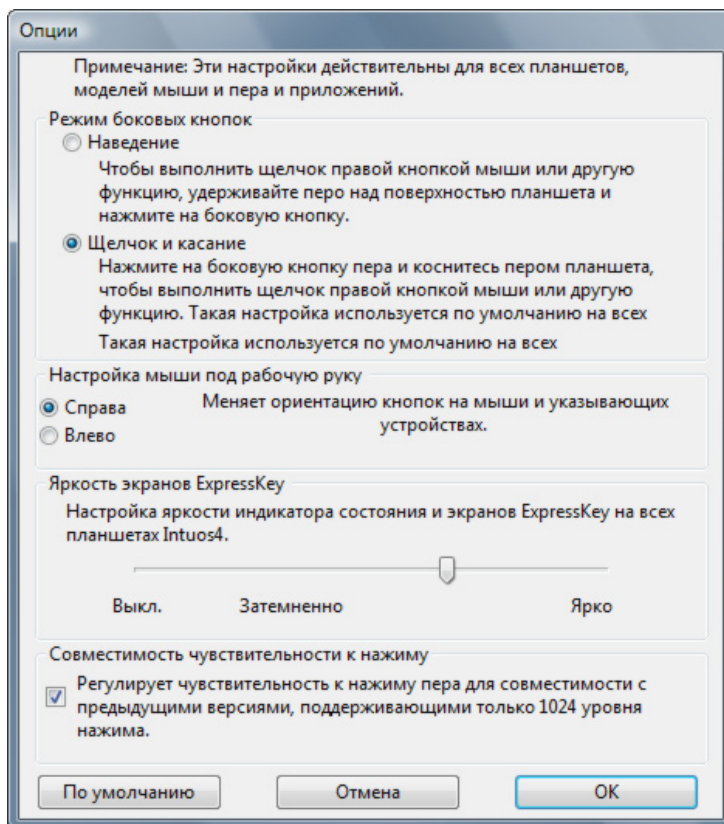 Опции
Примечание: Эти настройки действительны для всех планшетов,
моделей мыши и пера и приложений.
Режим боковых кнопок
Наведение
Чтобы выполнить щелчок правой кнопкой мыши или другую
функцию, удерживайте перо над поверхностью планшета и
нажмите на боковую кнопку.
Щелчок и касание
Нажмите на боковую кнопку пера и коснитесь пером планшета,
чтобы выполнить щелчок правой кнопкой мыши или другую
функцию. Такая настройка используется по умолчанию на всех
Такая настройка используется по умолчанию на всех
Настройка мыши под рабочую руку
Справа
Меняет ориентацию кнопок на мыши и указывающих
устройствах.
Влево
Яркость экранов ExpressKey
Настройка яркости индикатора состояния и экранов ExpressKey на всех
планшетах Intuos4.
Выкл. Затемненно Ярко
Совместимость чувствительности к нажиму
Регулирует чувствительность к нажиму пера для совместимости с
предыдущими версиями, поддерживающими только 1024 уровня
нажима.
По умолчанию Отмена OK